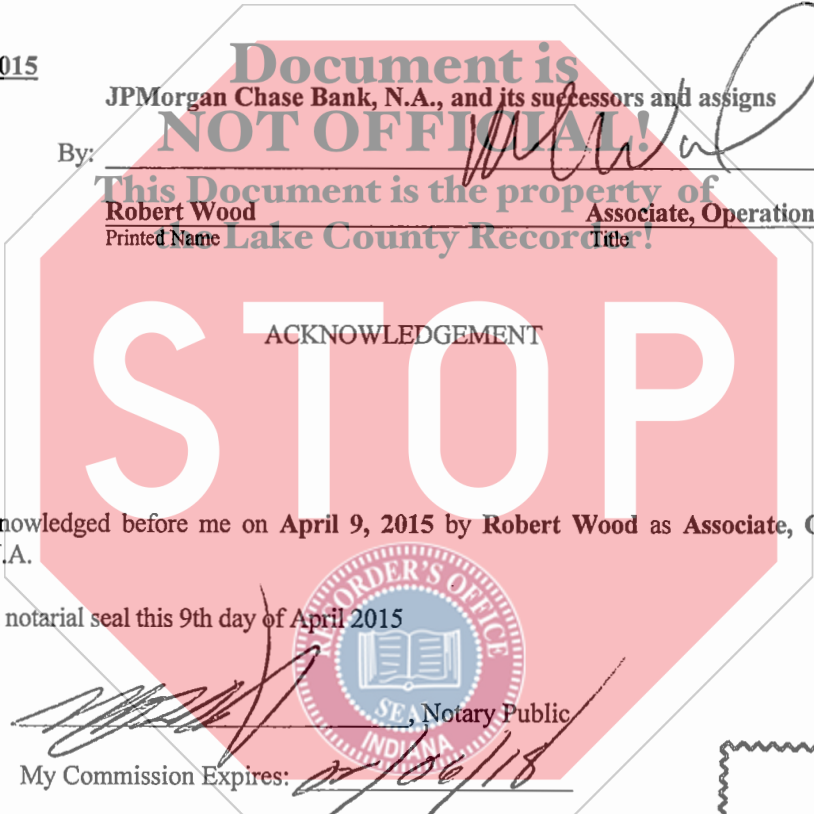 015
Document is
JPMorgan Chase Bank, N.A., and its successors and assigns
NOT OFFICIAL!
By:
This Document is the property of
Robert Wood Associate, Operation
the Lake County Recorder!
Printed Name Title
STOP
ACKNOWLEDGEMENT
nowledged before me on April 9, 2015 by Robert Wood as Associate,
.A.
RECORDER'S OFFICE
notarial seal this 9th day of April 2015
SEAL
, Notary Public
INDIANA
My Commission Expires: 02/06/18